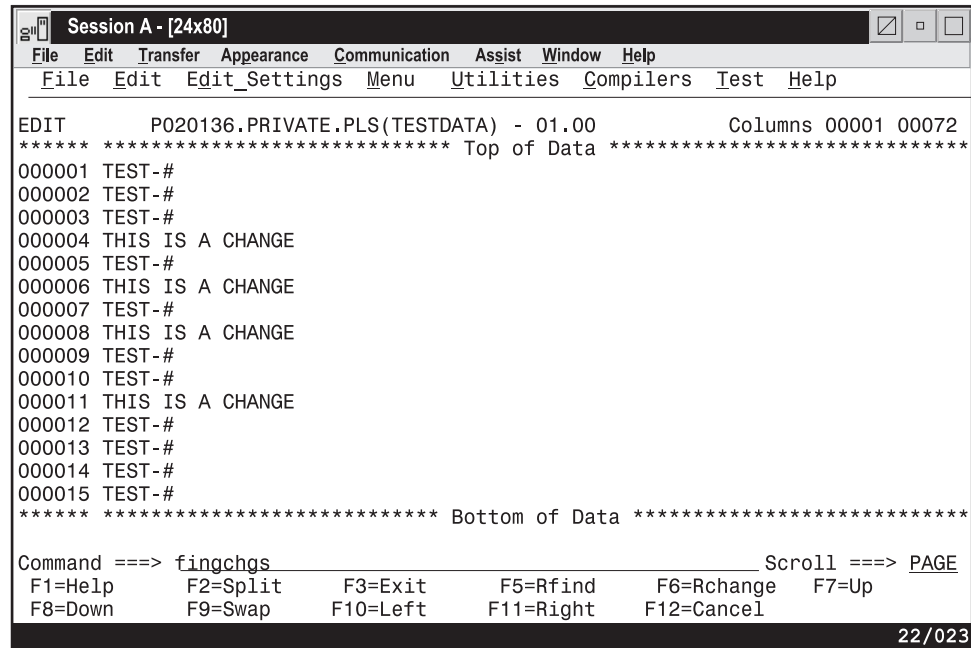 Session A - [24x80]
File Edit Transfer Appearance Communication Assist Window Help
File Edit Edit_Settings Menu Utilities Compilers Test Help
EDIT PO20136.PRIVATE.PLS(TESTDATA) - 01.00 Columns 00001 00072
****** ***************************** Top of Data ******************************
000001 TEST-#
000002 TEST-#
000003 TEST-#
000004 THIS IS A CHANGE
000005 TEST-#
000006 THIS IS A CHANGE
000007 TEST-#
000008 THIS IS A CHANGE
000009 TEST-#
000010 TEST-#
000011 THIS IS A CHANGE
000012 TEST-#
000013 TEST-#
000014 TEST-#
000015 TEST-#
****** **************************** Bottom of Data ****************************
Command ===> fingchgs Scroll ===> PAGE
F1=Help F2=Split F3=Exit F5=Rfind F6=Rchange F7=Up
F8=Down F9=Swap F10=Left F11=Right F12=Cancel
22/023